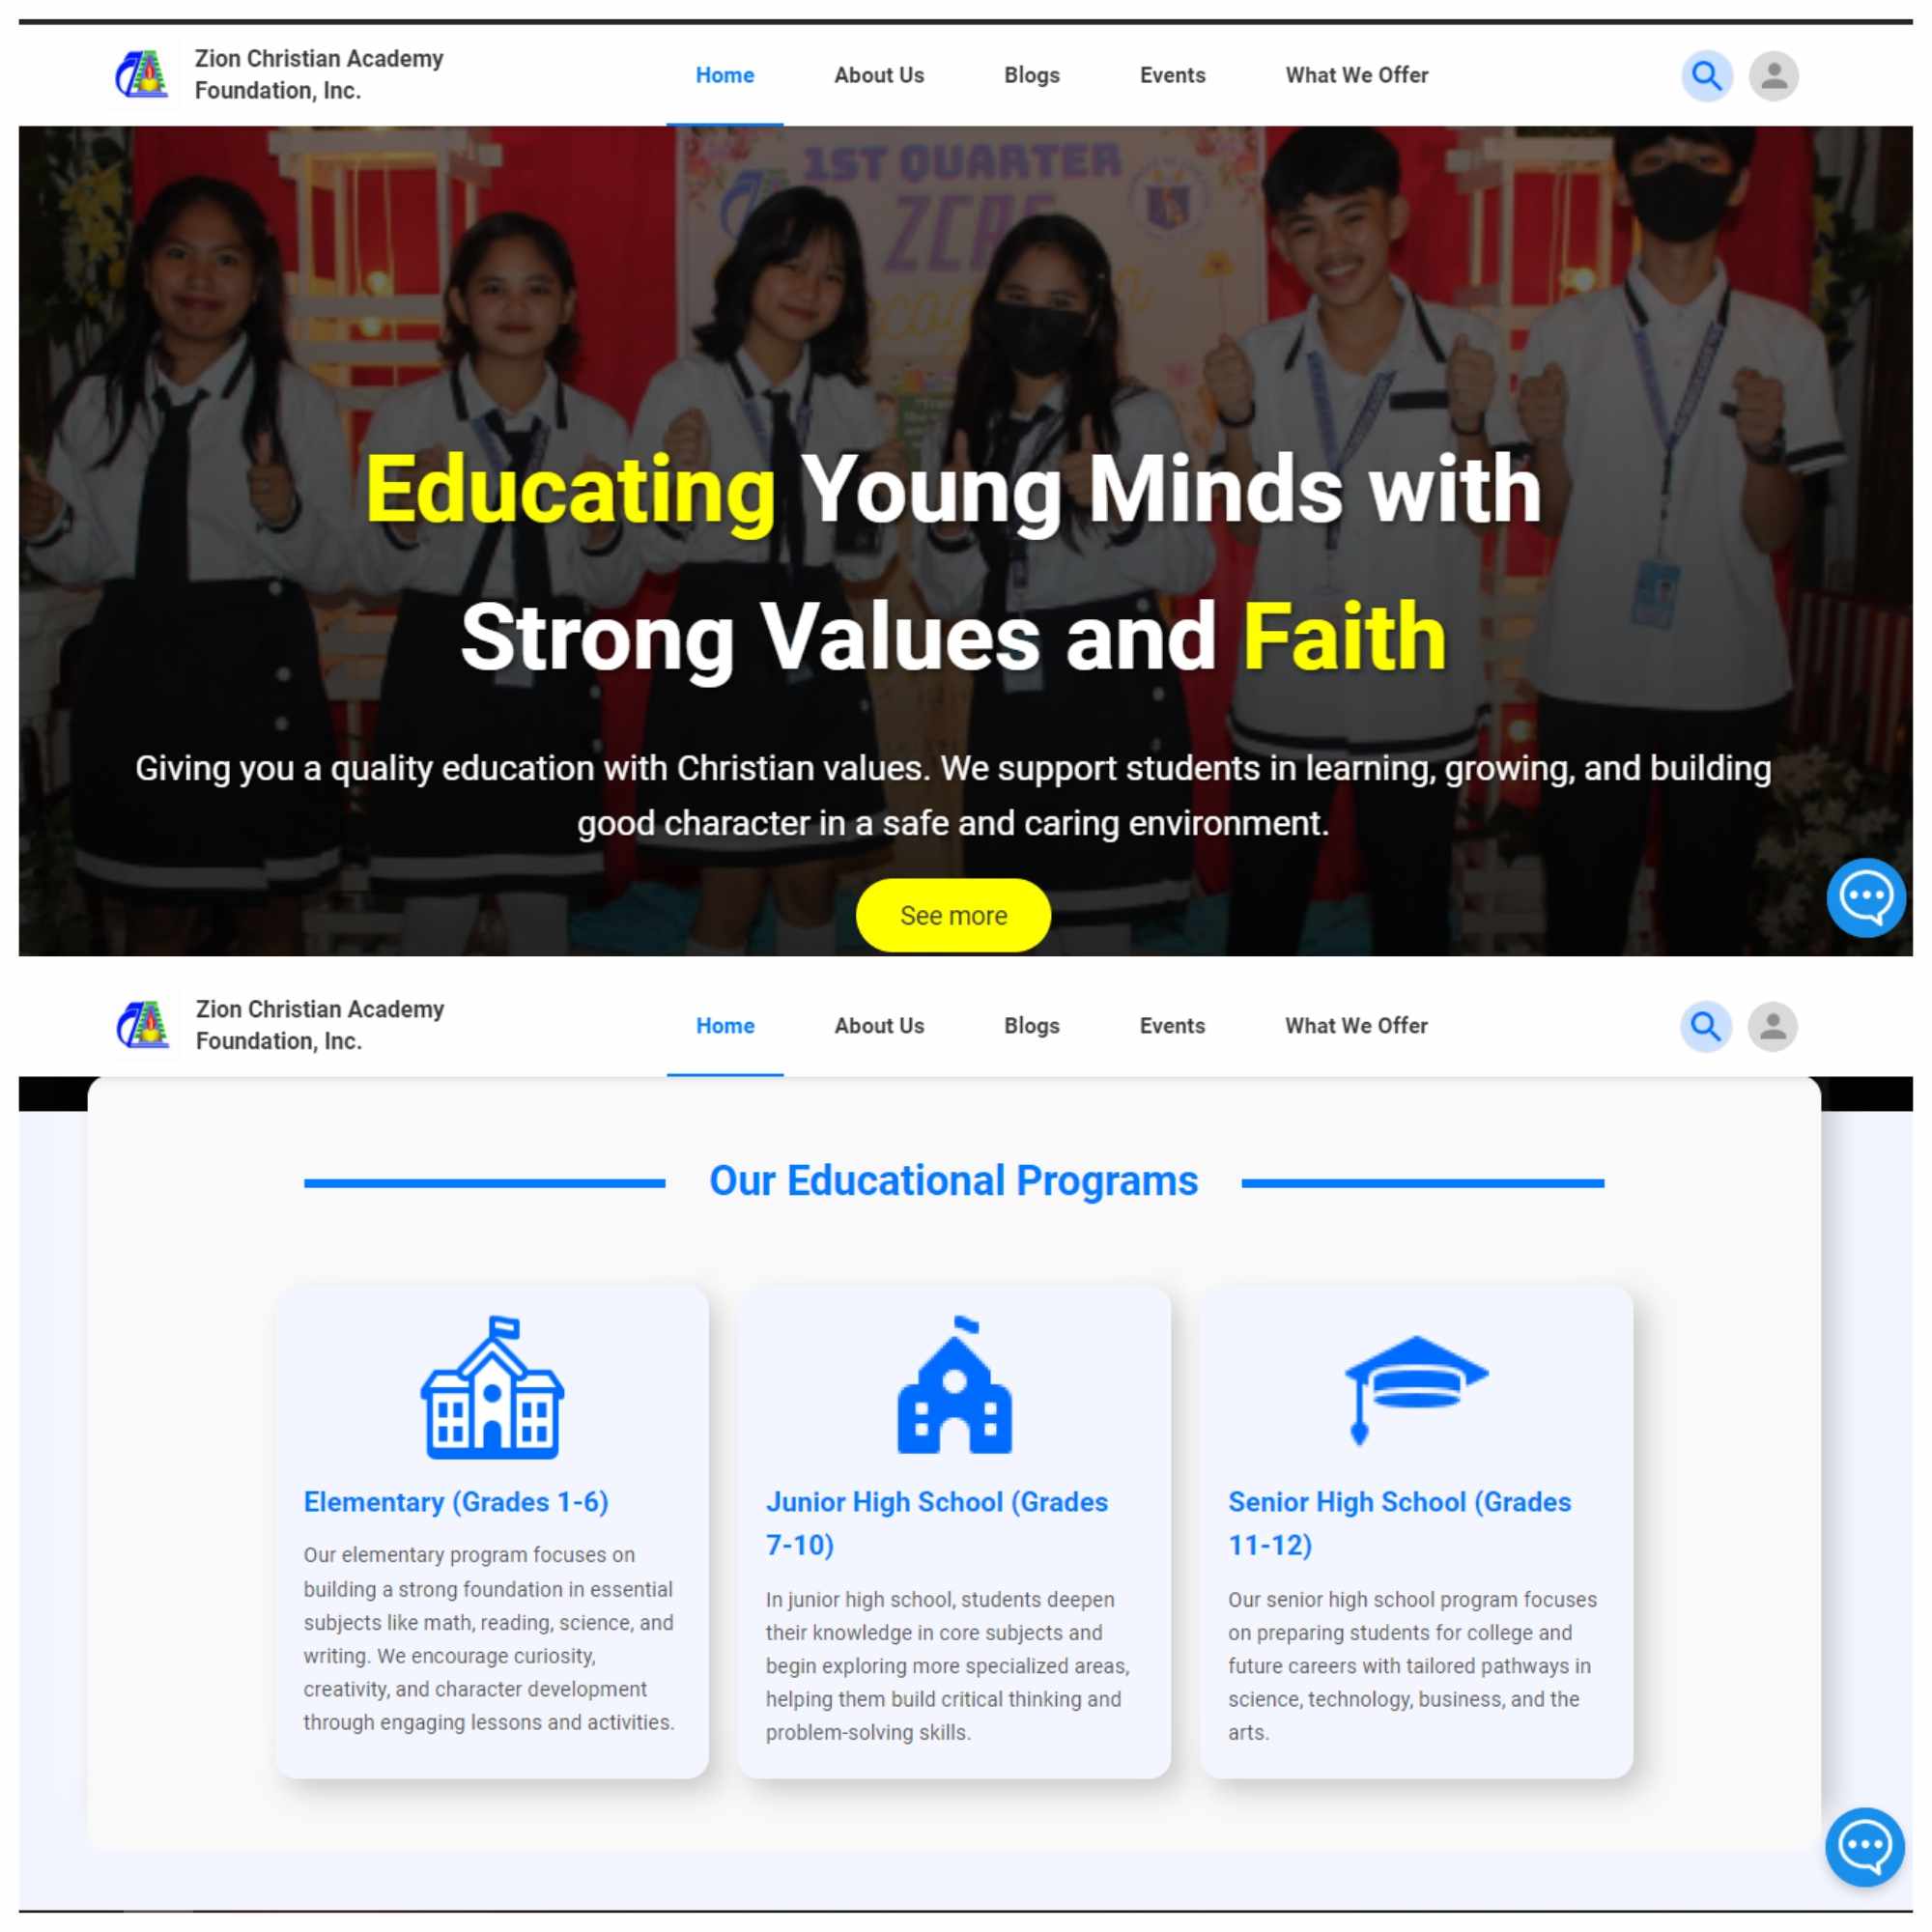 Zion Christian Academy
Foundation, Inc.
Home
About Us
Blogs
Events
What We Offer
1ST QUARTER
Educating Young Minds with
Strong Values and Faith
Giving you a quality education with Christian values. We support students in learning, growing, and building
good character in a safe and caring environment.
See more
Zion Christian Academy
Foundation, Inc.
Home
About Us
Blogs
Events
What We Offer
Our Educational Programs
Elementary (Grades 1-6)
Our elementary program focuses on
building a strong foundation in essential
subjects like math, reading, science, and
writing. We encourage curiosity,
creativity, and character development
through engaging lessons and activities.
Junior High School (Grades
7-10)
In junior high school, students deepen
their knowledge in core subjects and
begin exploring more specialized areas,
helping them build critical thinking and
problem-solving skills.
Senior High School (Grades
11-12)
Our senior high school program focuses
on preparing students for college and
future careers with tailored pathways in
science, technology, business, and the
arts.